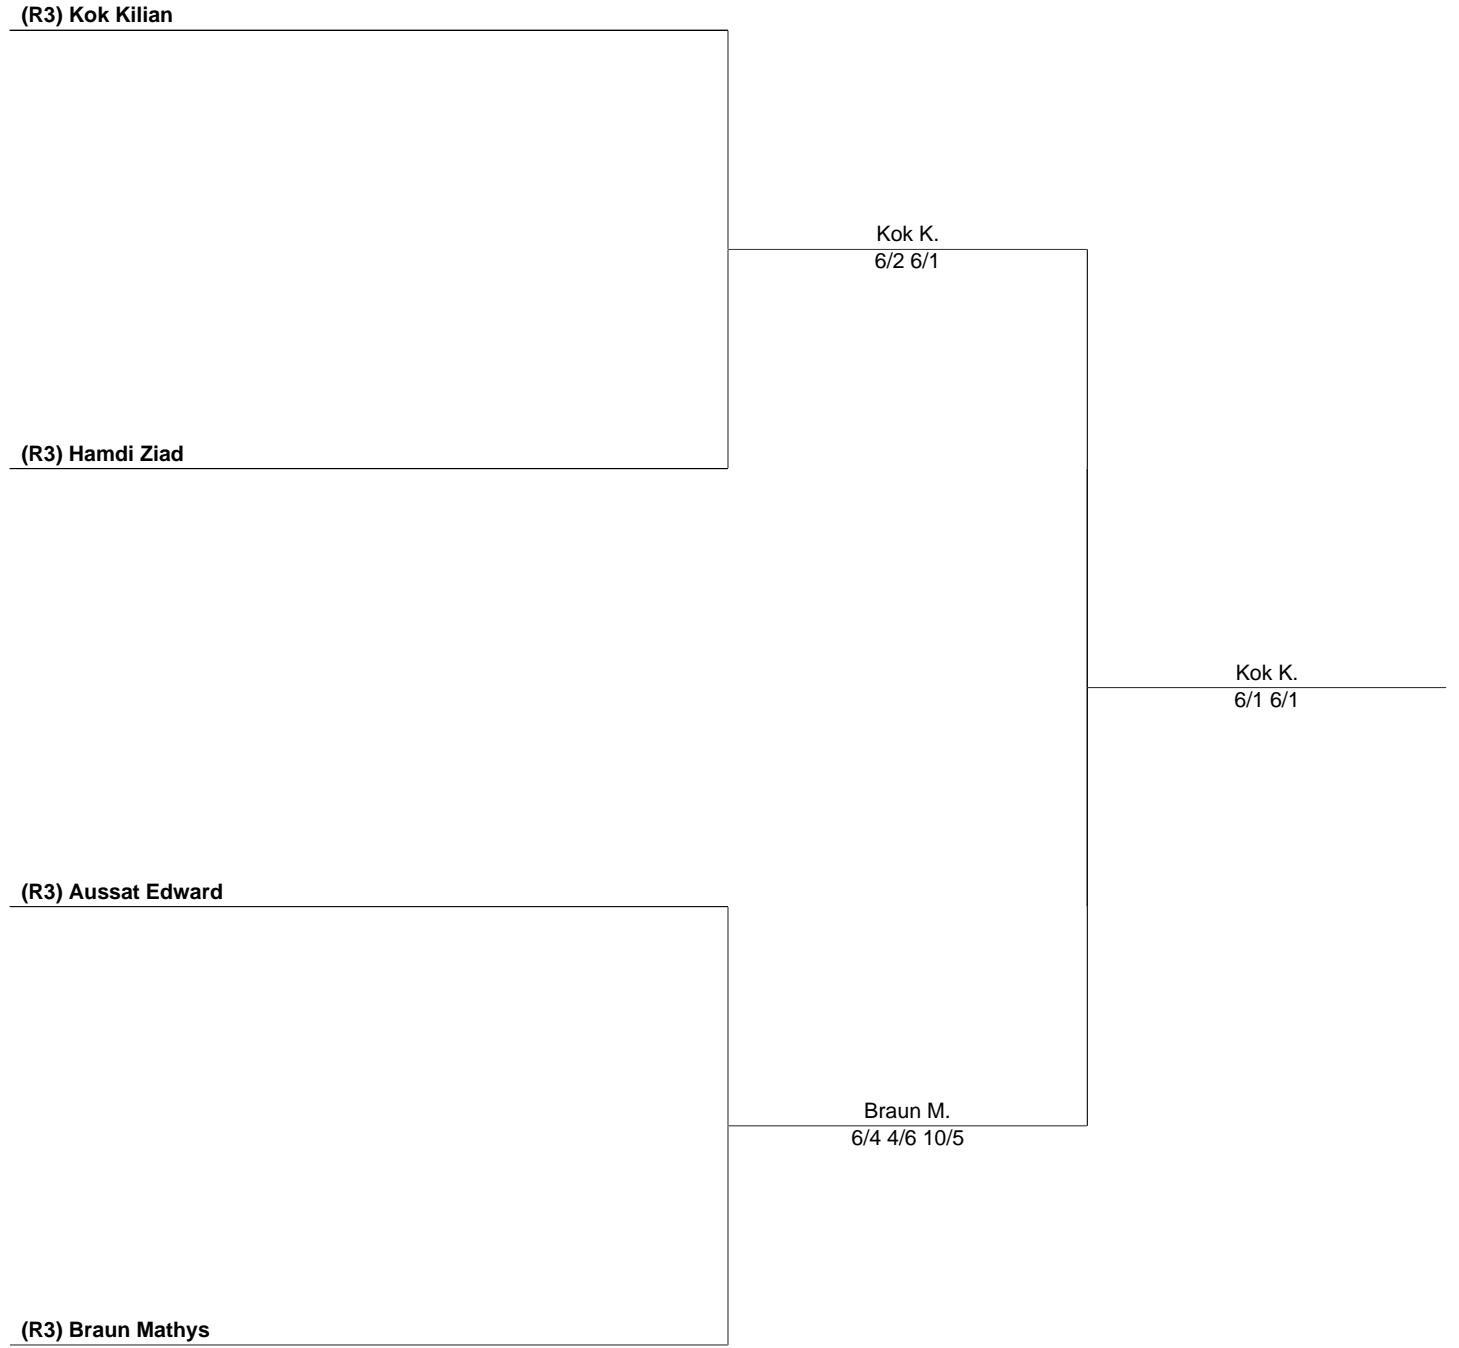 (R3) Kok Kilian
Kok K.
6/2 6/1
(R3) Hamdi Ziad
Kok K.
6/1 6/1
(R3) Aussat Edward
Braun M.
6/4 4/6 10/5
(R3) Braun Mathys